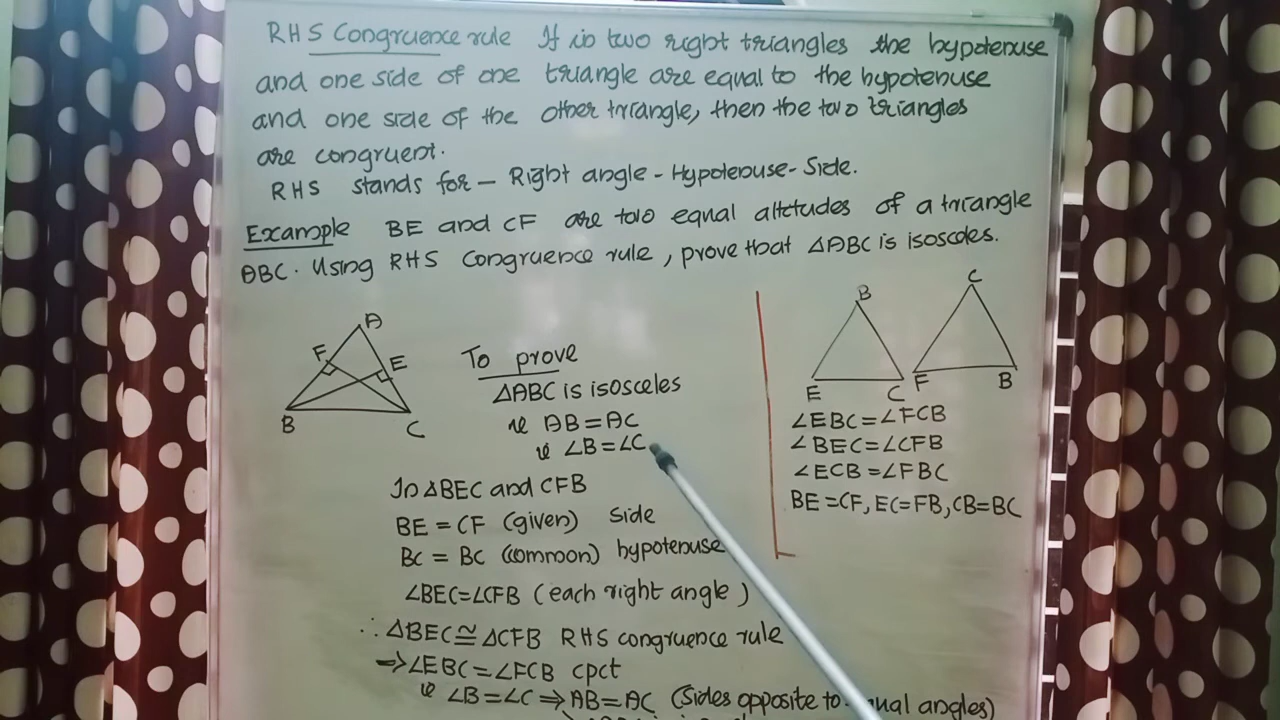 RHS Congruence rule If in two right triangles the hypotenuse
and one side of one triangle are equal to the hypotenuse
and one side of the other triangle, then the two triangles
are congruent.
RHS stands for — Right angle - Hypotenuse - Side.
Example BE and CF are two equal altitudes of a triangle
ABC. Using RHS Congruence rule, prove that △ABC is isosceles.
A
F
E
B
C
To prove
△ABC is isosceles
ie AB=AC
ie ∠B=∠C
In △BEC and CFB
BE = CF (given) Side
BC = BC (common) hypotenuse
∠BEC=∠CFB (each right angle)
∴ △BEC≅△CFB RHS congruence rule
⇒∠EBC=∠FCB cpct
ie ∠B=∠C⇒AB=AC (Sides opposite to angles)
B
E
C
C
F
B
∠EBC=∠FCB
∠BEC=∠CFB
∠ECB=∠FBC
BE=CF, EC=FB, CB=BC